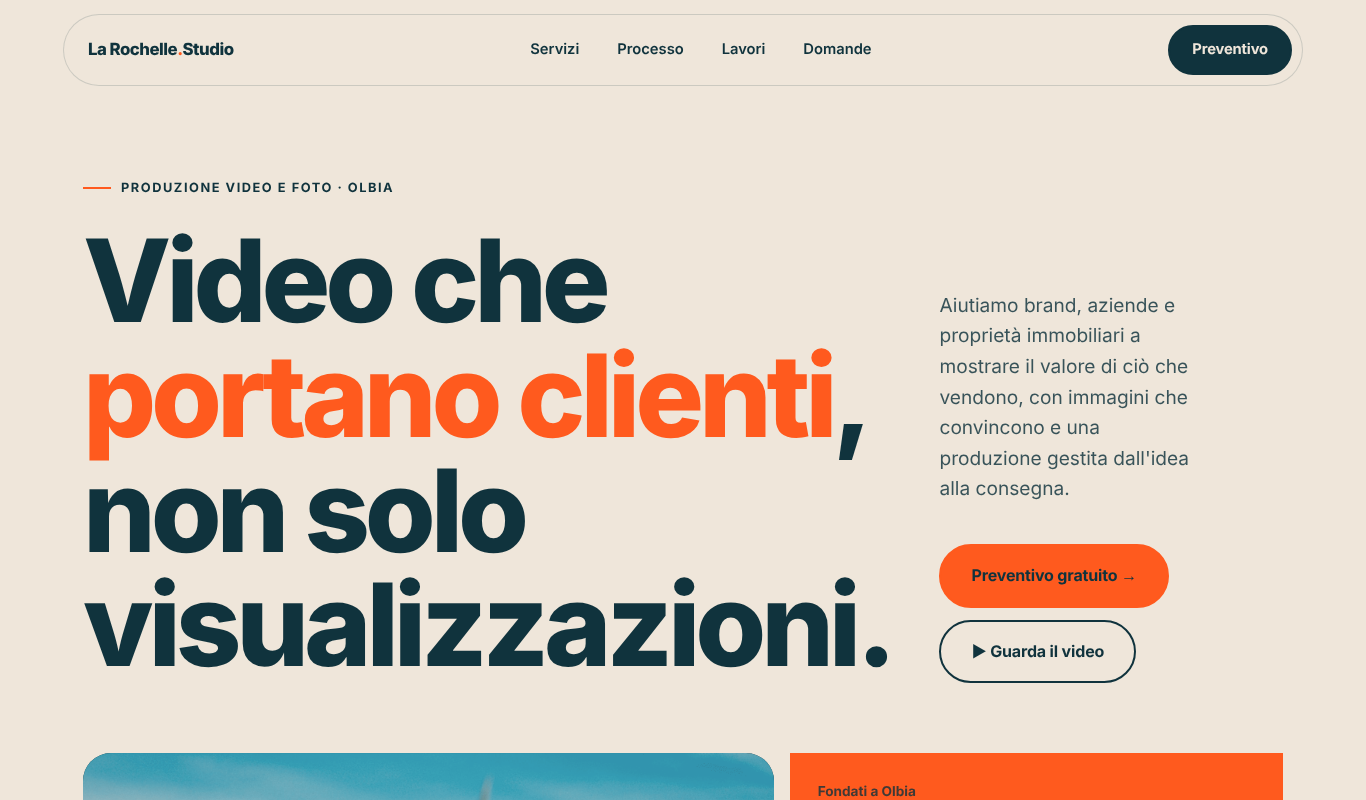 La Rochelle.Studio
Servizi
Processo
Lavori
Domande
Preventivo
PRODUZIONE VIDEO E FOTO · OLBIA
Video che
portano clienti,
non solo
visualizzazioni.
Aiutiamo brand, aziende e
proprietà immobiliari a
mostrare il valore di ciò che
vendono, con immagini che
convincono e una
produzione gestita dall'idea
alla consegna.
Preventivo gratuito →
▶ Guarda il video
Fondati a Olbia